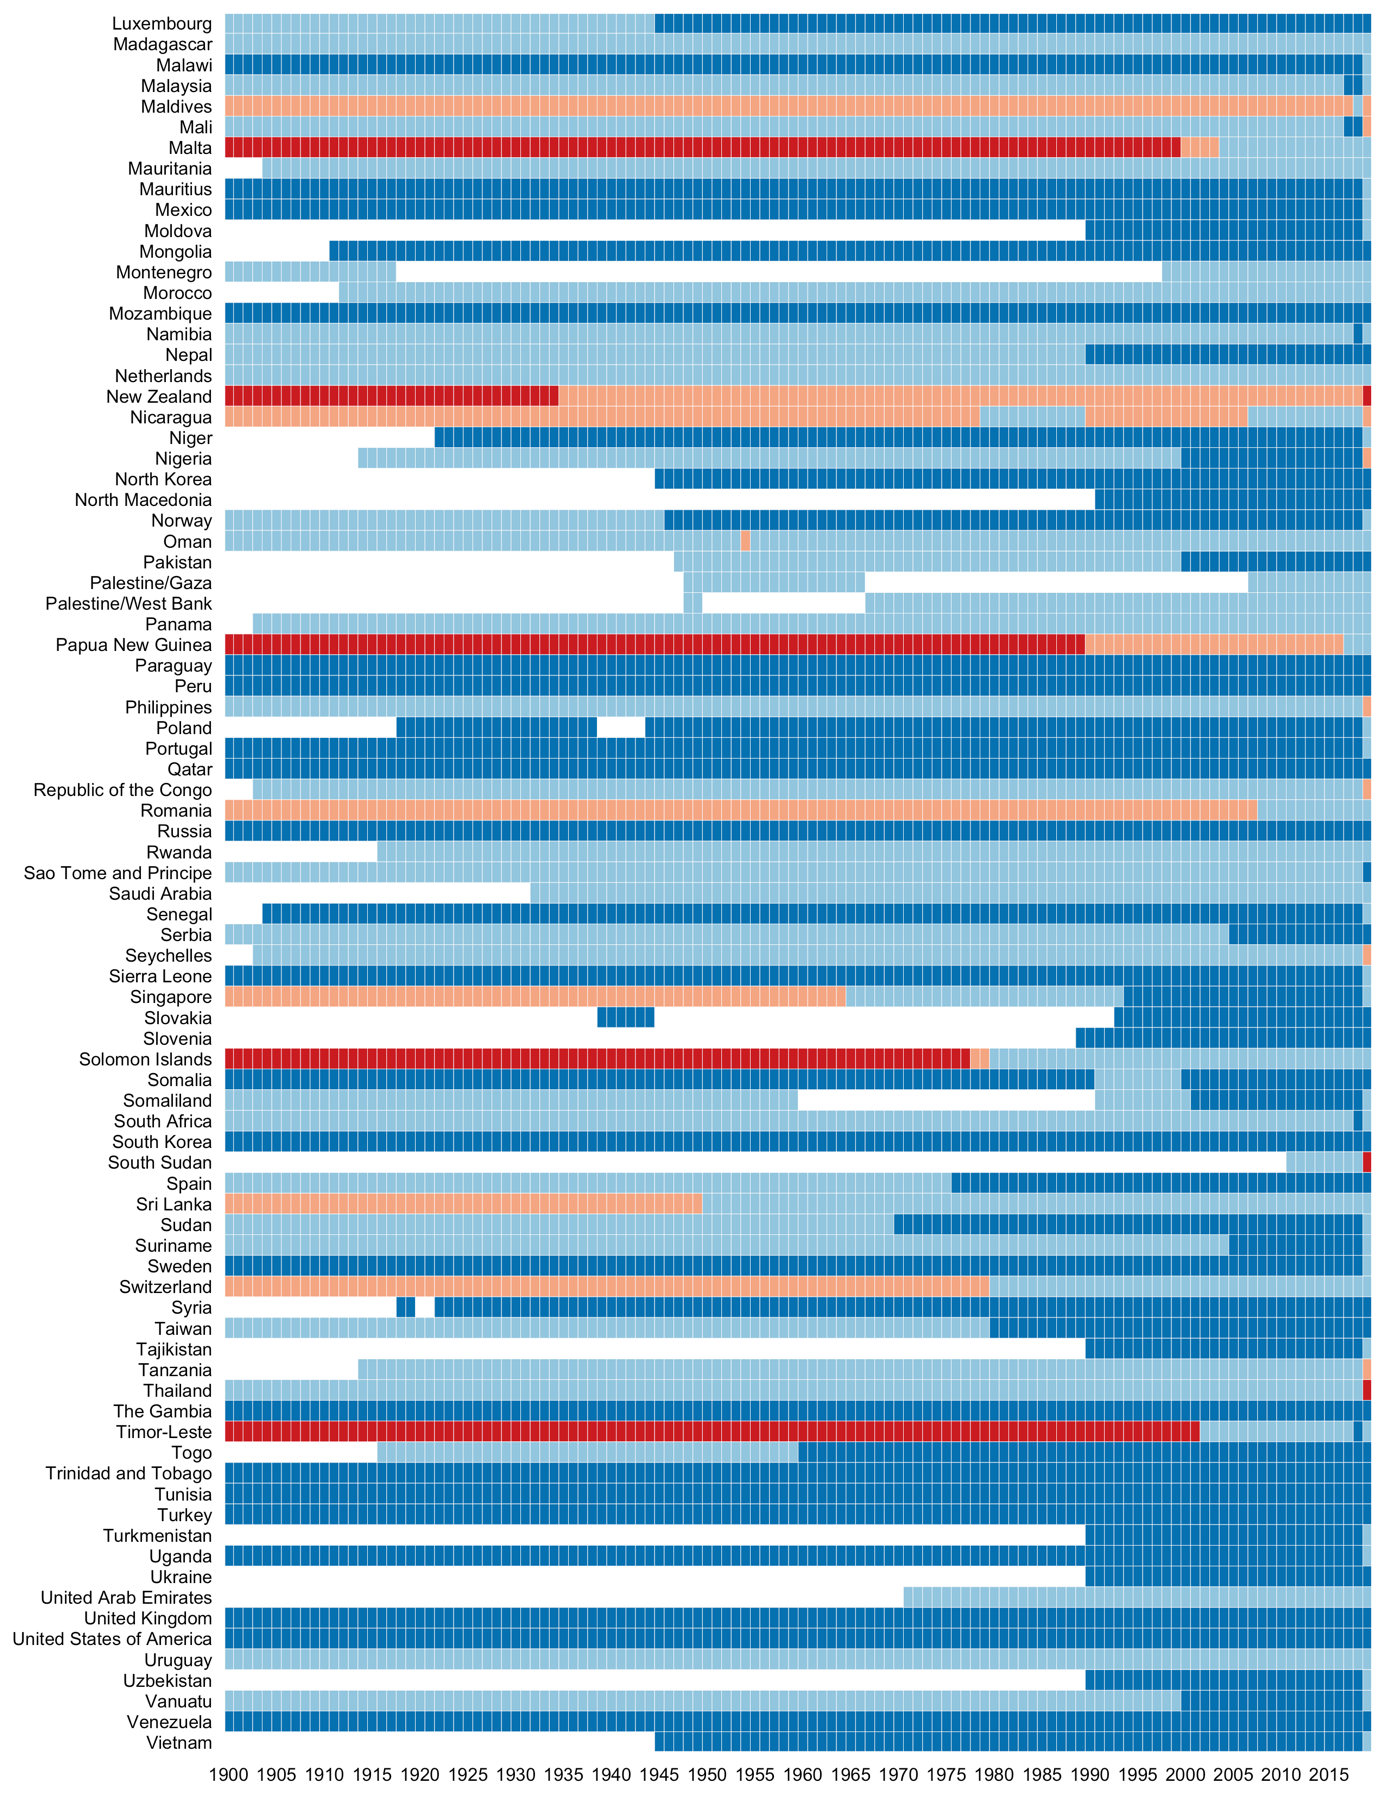 Luxembourg
Madagascar
Malawi
Malaysia
Maldives
Mali
Malta
Mauritania
Mauritius
Mexico
Moldova
Mongolia
Montenegro
Morocco
Mozambique
Namibia
Nepal
Netherlands
New Zealand
Nicaragua
Niger
Nigeria
North Korea
North Macedonia
Norway
Oman
Pakistan
Palestine/Gaza
Palestine/West Bank
Panama
Papua New Guinea
Paraguay
Peru
Philippines
Poland
Portugal
Qatar
Republic of the Congo
Romania
Russia
Rwanda
Sao Tome and Principe
Saudi Arabia
Senegal
Serbia
Seychelles
Sierra Leone
Singapore
Slovakia
Slovenia
Solomon Islands
Somalia
Somaliland
South Africa
South Korea
South Sudan
Spain
Sri Lanka
Sudan
Suriname
Sweden
Switzerland
Syria
Taiwan
Tajikistan
Tanzania
Thailand
The Gambia
Timor-Leste
Togo
Trinidad and Tobago
Tunisia
Turkey
Turkmenistan
Uganda
Ukraine
United Arab Emirates
United Kingdom
United States of America
Uruguay
Uzbekistan
Vanuatu
Venezuela
Vietnam
1900 1905 1910 1915 1920 1925 1930 1935 1940 1945 1950 1955 1960 1965 1970 1975 1980 1985 1990 1995 2000 2005 2010 2015